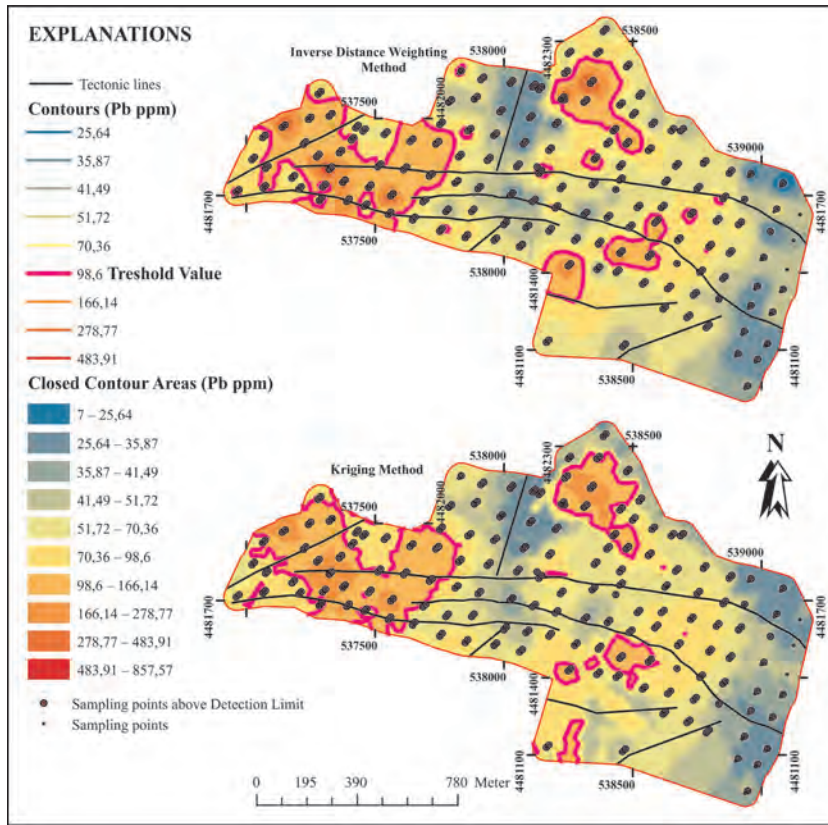 EXPLANATIONS
Tectonic lines
Contours (Pb ppm)
25,64
35,87
41,49
51,72
70,36
98,6 Treshold Value
166,14
278,77
483,91
Closed Contour Areas (Pb ppm)
7 – 25,64
25,64 – 35,87
35,87 – 41,49
41,49 – 51,72
51,72 – 70,36
70,36 – 98,6
98,6 – 166,14
166,14 – 278,77
278,77 – 483,91
483,91 – 857,57
Sampling points above Detection Limit
Sampling points
Inverse Distance Weighting
Method
537500
4482000
538000
4482300
538500
539000
4481700
4481700
537500
538000
4481400
4481100
538500
4481100
Kriging Method
537500
4482000
538000
4482300
538500
539000
4481700
4481700
537500
538000
4481400
4481100
538500
4481100
N
0 195 390 780 Meter